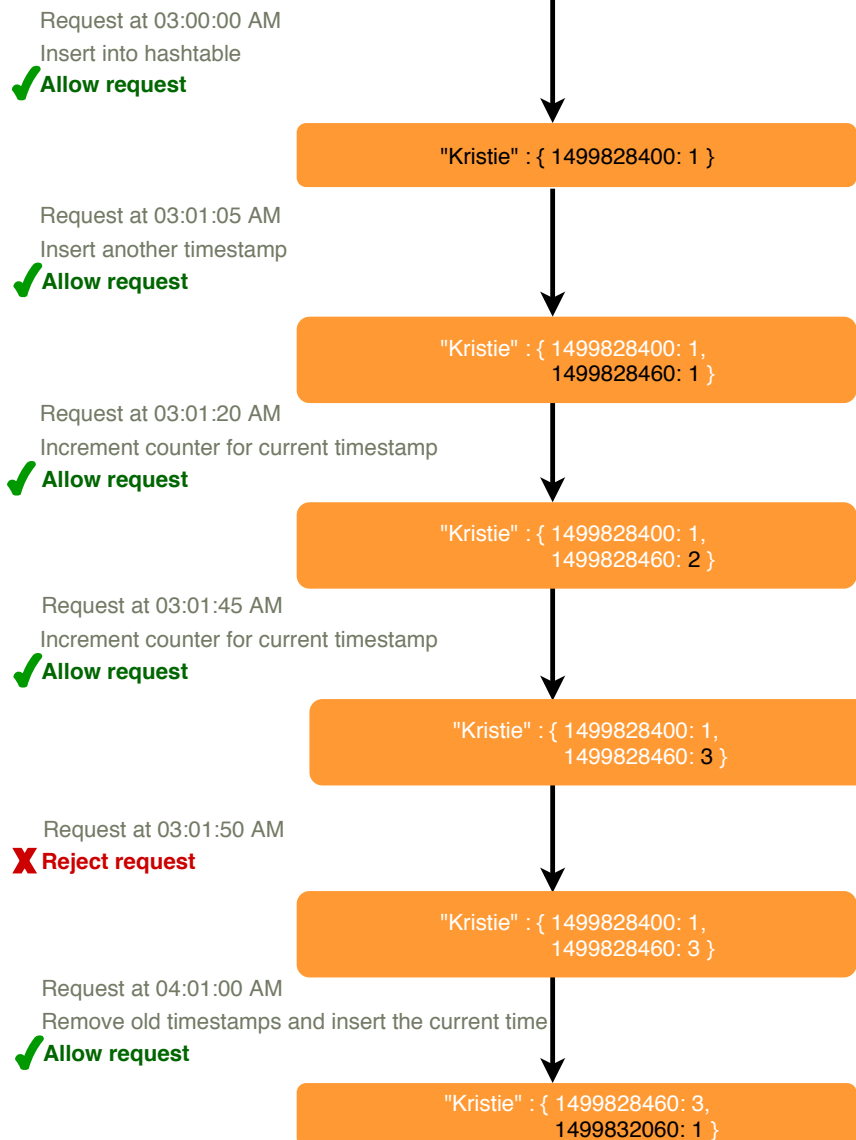 Request at 03:00:00 AM
Insert into hashtable
Allow request
"Kristie" : { 1499828400: 1 }
Request at 03:01:05 AM
Insert another timestamp
Allow request
"Kristie" : { 1499828400: 1,
1499828460: 1 }
Request at 03:01:20 AM
Increment counter for current timestamp
Allow request
"Kristie" : { 1499828400: 1,
1499828460: 2 }
Request at 03:01:45 AM
Increment counter for current timestamp
Allow request
"Kristie" : { 1499828400: 1,
1499828460: 3 }
Request at 03:01:50 AM
Reject request
"Kristie" : { 1499828400: 1,
1499828460: 3 }
Request at 04:01:00 AM
Remove old timestamps and insert the current time
Allow request
"Kristie" : { 1499828460: 3,
1499832060: 1 }